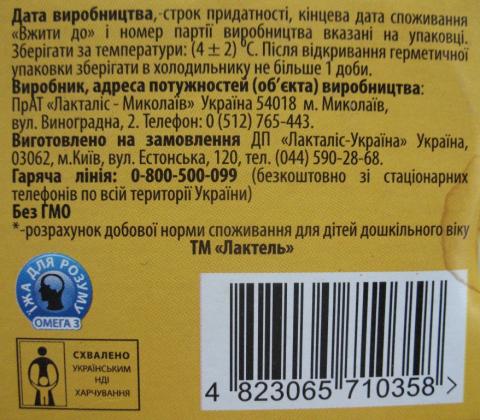 Дата виробництва,-строк придатності, кінцева дата споживання
«Вжити до» і номер партії виробництва вказані на упаковці.
Зберігати за температури: (4 ± 2) °С. Після відкривання герметичної
упаковки зберігати в холодильнику не більше 1 доби.
Виробник, адреса потужностей (об’єкта) виробництва:
ПрАТ «Лакталіс - Миколаїв» Україна 54018 м. Миколаїв,
вул. Виноградна, 2. Телефон: 0 (512) 765-443.
Виготовлено на замовлення ДП «Лакталіс-Україна» Україна,
03062, м.Київ, вул. Естонська, 120, тел. (044) 590-28-68.
Гаряча лінія: 0-800-500-099 (безкоштовно зі стаціонарних
телефонів по всій території України)
Без ГМО
*-розрахунок добової норми споживання для дітей дошкільного віку
ТМ «Лактель»
ЇЖА ДЛЯ РОЗУМУ
ОМЕГА 3
СХВАЛЕНО
УКРАЇНСЬКИМ
НДІ
ХАРЧУВАННЯ
4 823065 710358 >